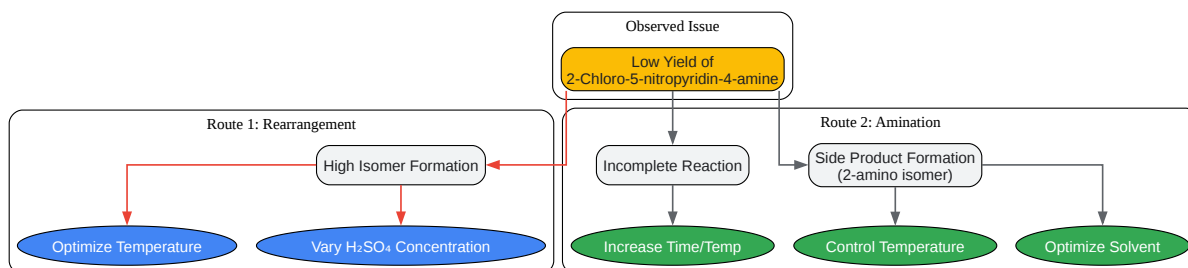 Observed Issue
Low Yield of
2-Chloro-5-nitropyridin-4-amine
Route 1: Rearrangement
Route 2: Amination
High Isomer Formation
Incomplete Reaction
Side Product Formation
(2-amino isomer)
Optimize Temperature
Vary H₂SO₄ Concentration
Increase Time/Temp
Control Temperature
Optimize Solvent